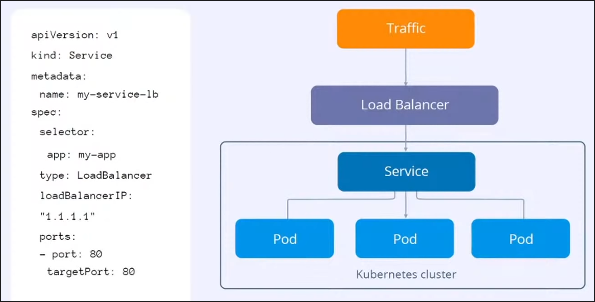 apiVersion: v1
kind: Service
metadata:
name: my-service-lb
spec:
selector:
app: my-app
type: LoadBalancer
loadBalancerIP:
"1.1.1.1"
ports:
- port: 80
targetPort: 80
Traffic
Load Balancer
Service
Pod
Pod
Pod
Kubernetes cluster